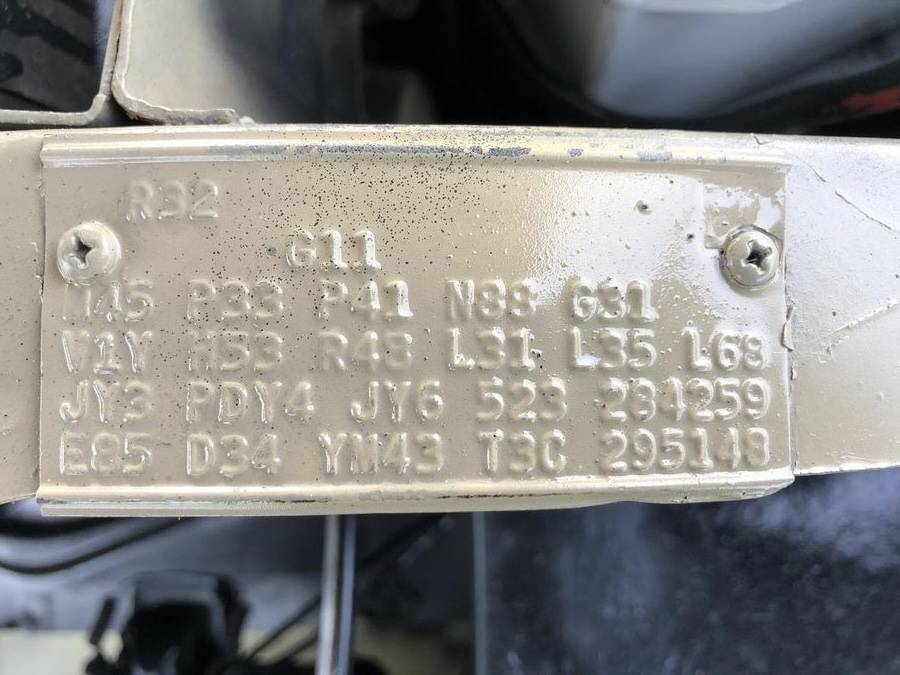 R32
G11
M45 P33 P41 N88 G31
V1Y H53 R48 L31 L35 L68
JY3 PDY4 JY6 523 284259
E85 D34 YM43 T3C 295148